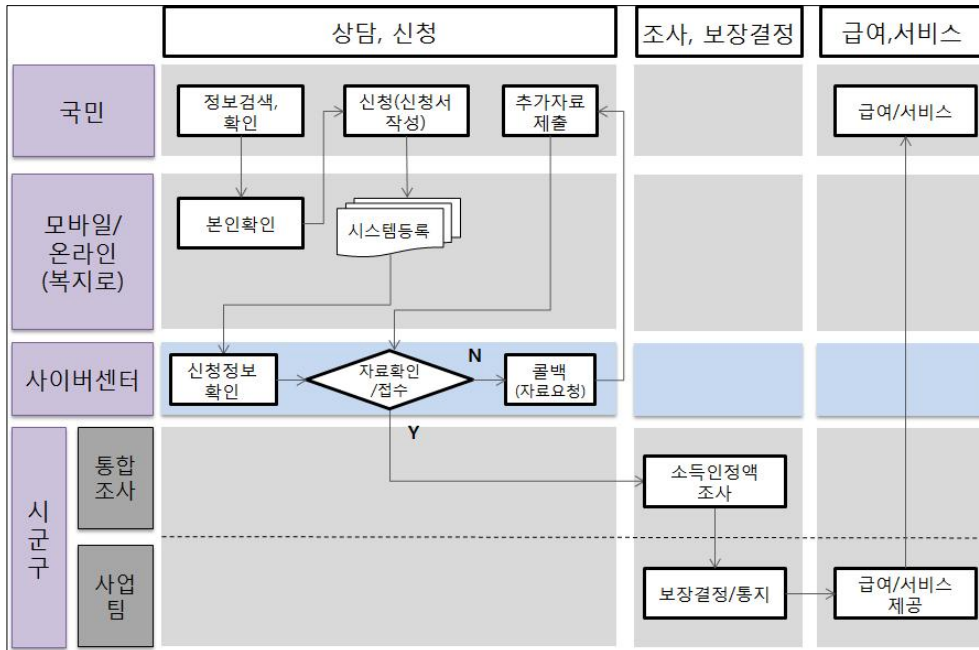 상담, 신청
조사, 보장결정
급여,서비스
국민
정보검색,
확인
신청(신청서
작성)
추가자료
제출
급여/서비스
모바일/
온라인
(복지로)
본인확인
시스템등록
사이버센터
신청정보
확인
자료확인
/접수
N
콜백
(자료요청)
Y
시
군
구
통합
조사
소득인정액
조사
사업
팀
보장결정/통지
급여/서비스
제공